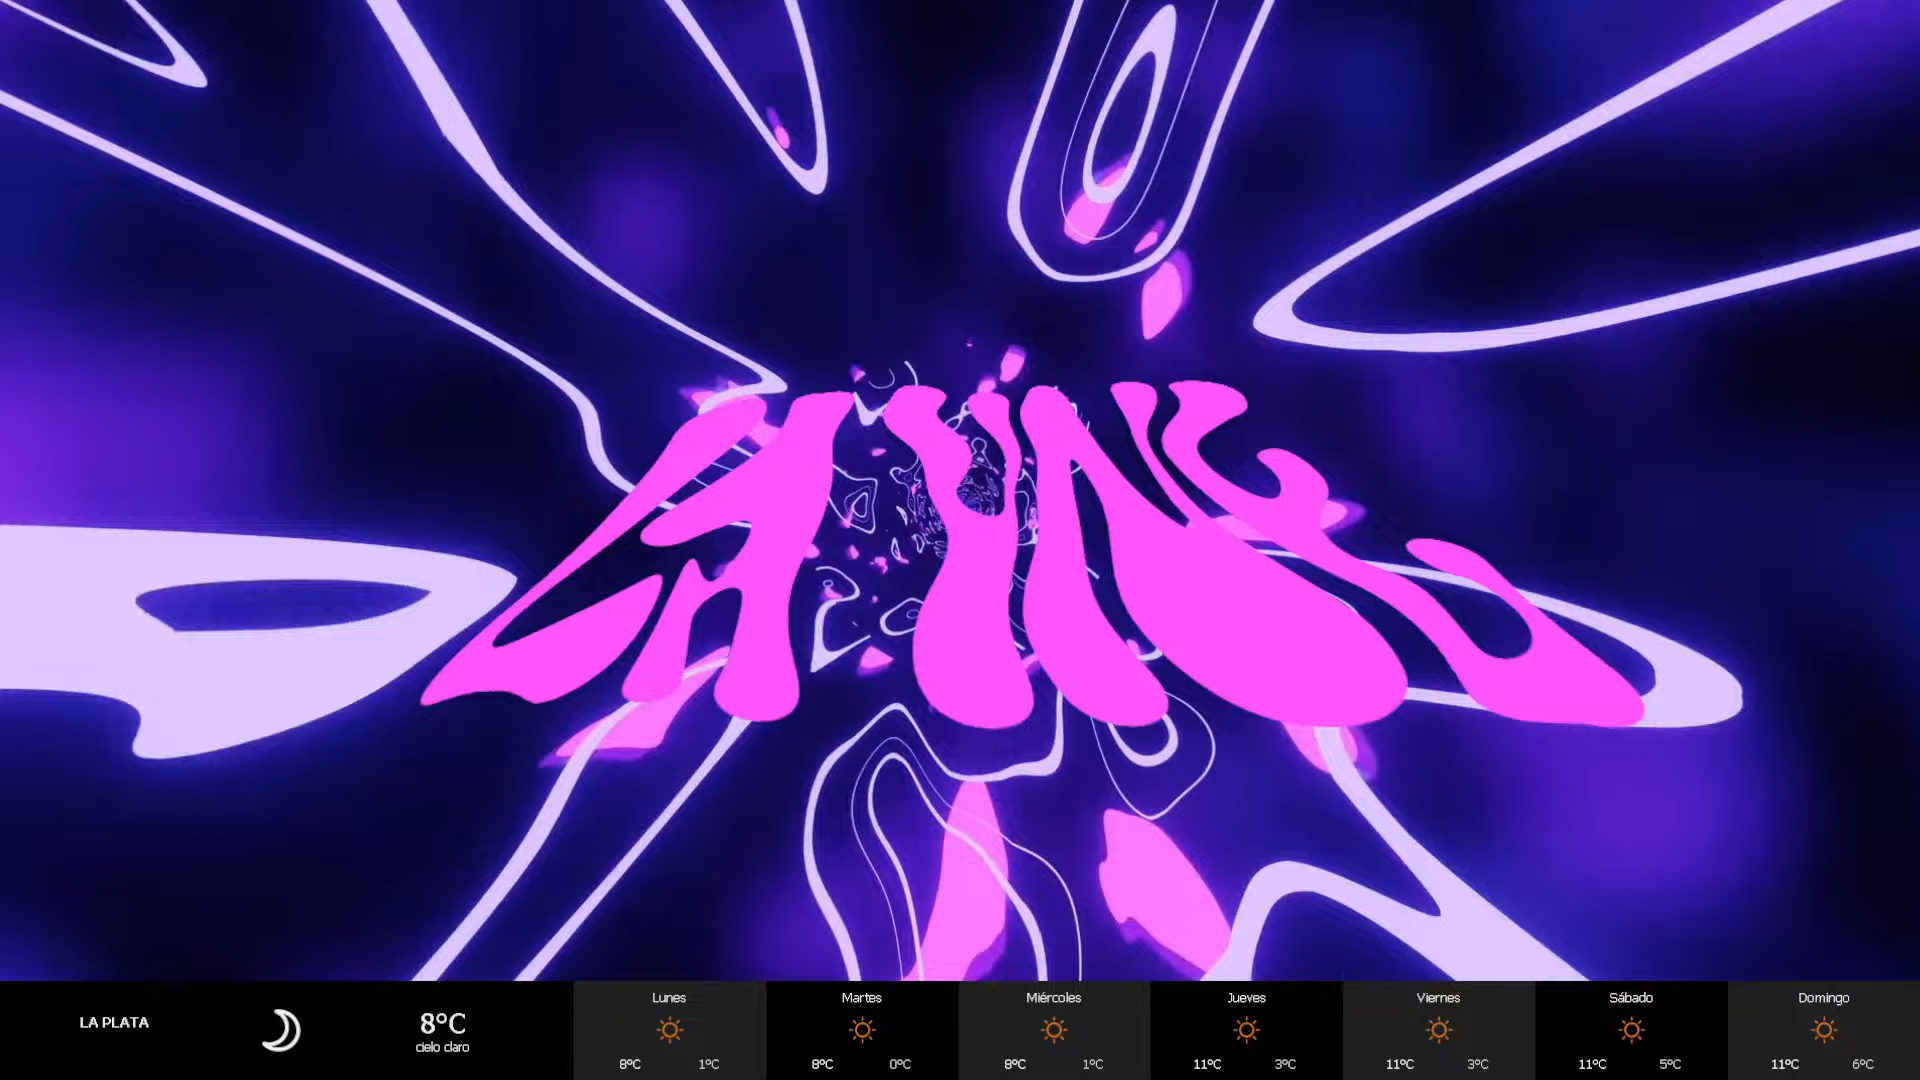 LA PLATA
8°C
cielo claro
Lunes
8°C 1°C
Martes
8°C 0°C
Miércoles
8°C 1°C
Jueves
11°C 3°C
Viernes
11°C 3°C
Sábado
11°C 5°C
Domingo
11°C 6°C